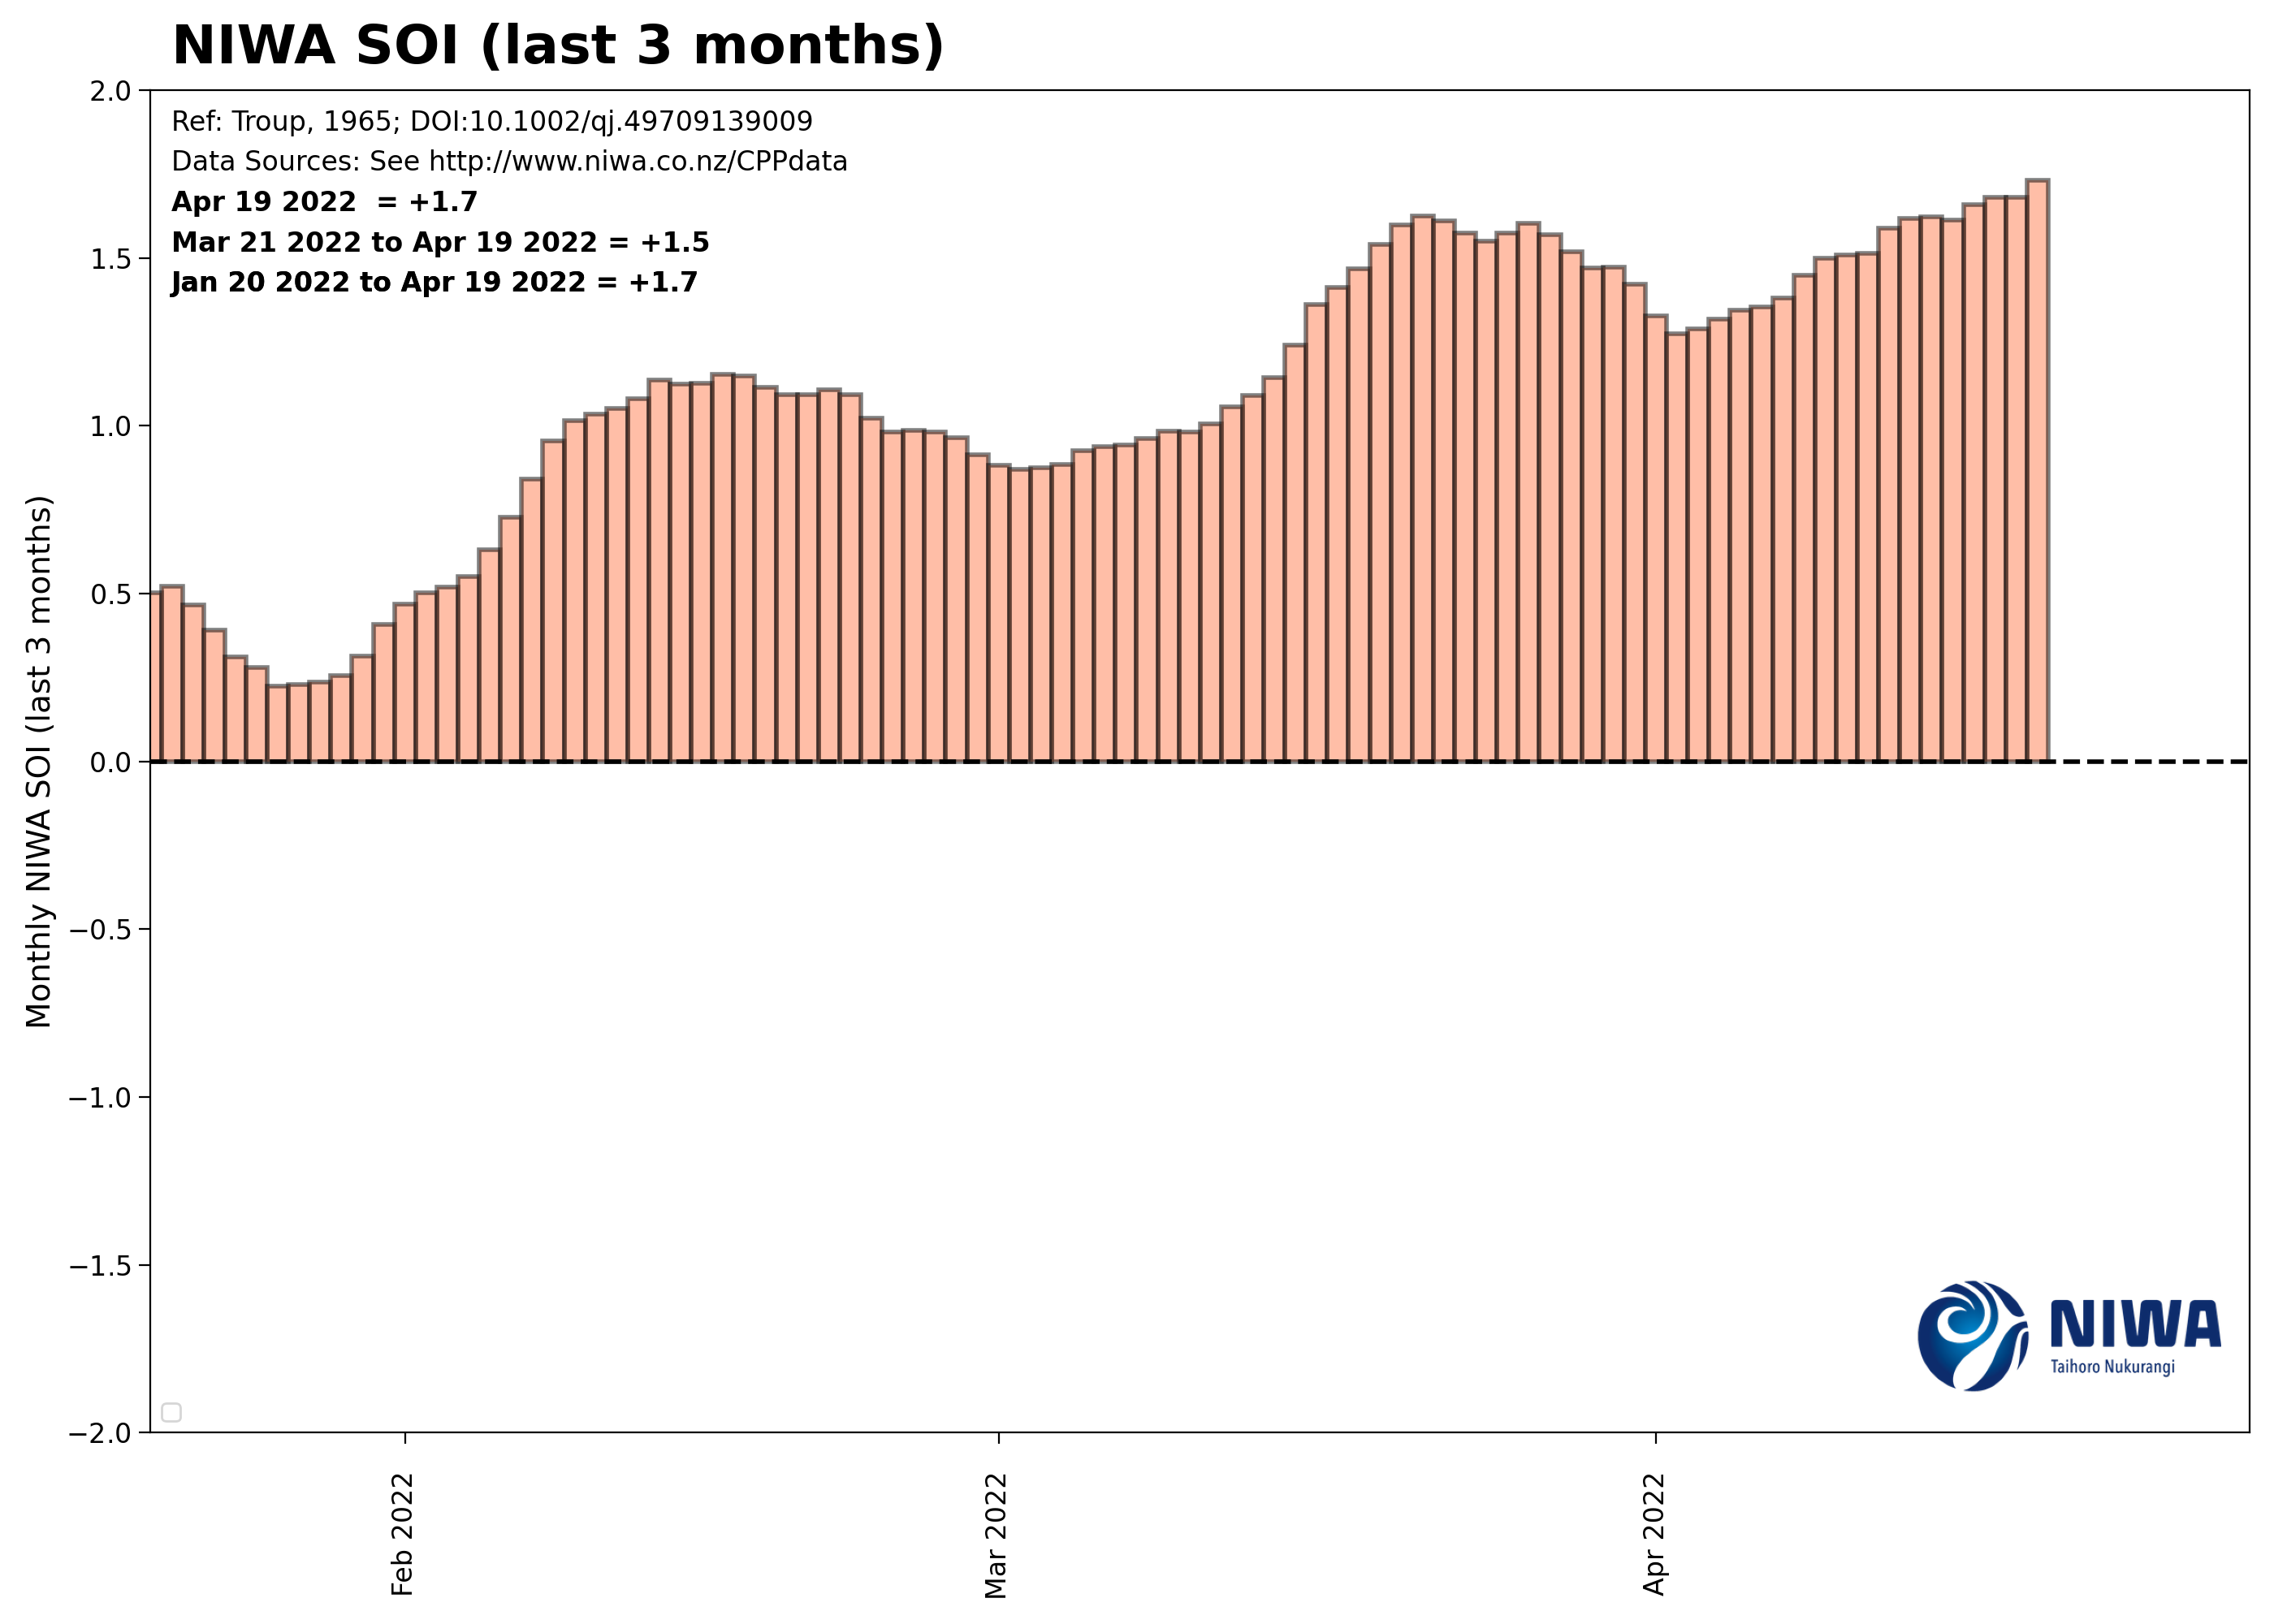 NIWA SOI (last 3 months)
Ref: Troup, 1965; DOI:10.1002/qj.49709139009
Data Sources: See http://www.niwa.co.nz/CPPdata
Apr 19 2022  = +1.7
Mar 21 2022 to Apr 19 2022 = +1.5
Jan 20 2022 to Apr 19 2022 = +1.7
Monthly NIWA SOI (last 3 months)
2.0
1.5
1.0
0.5
0.0
−0.5
−1.0
−1.5
−2.0
Feb 2022
Mar 2022
Apr 2022
NIWA
Taihoro Nukurangi